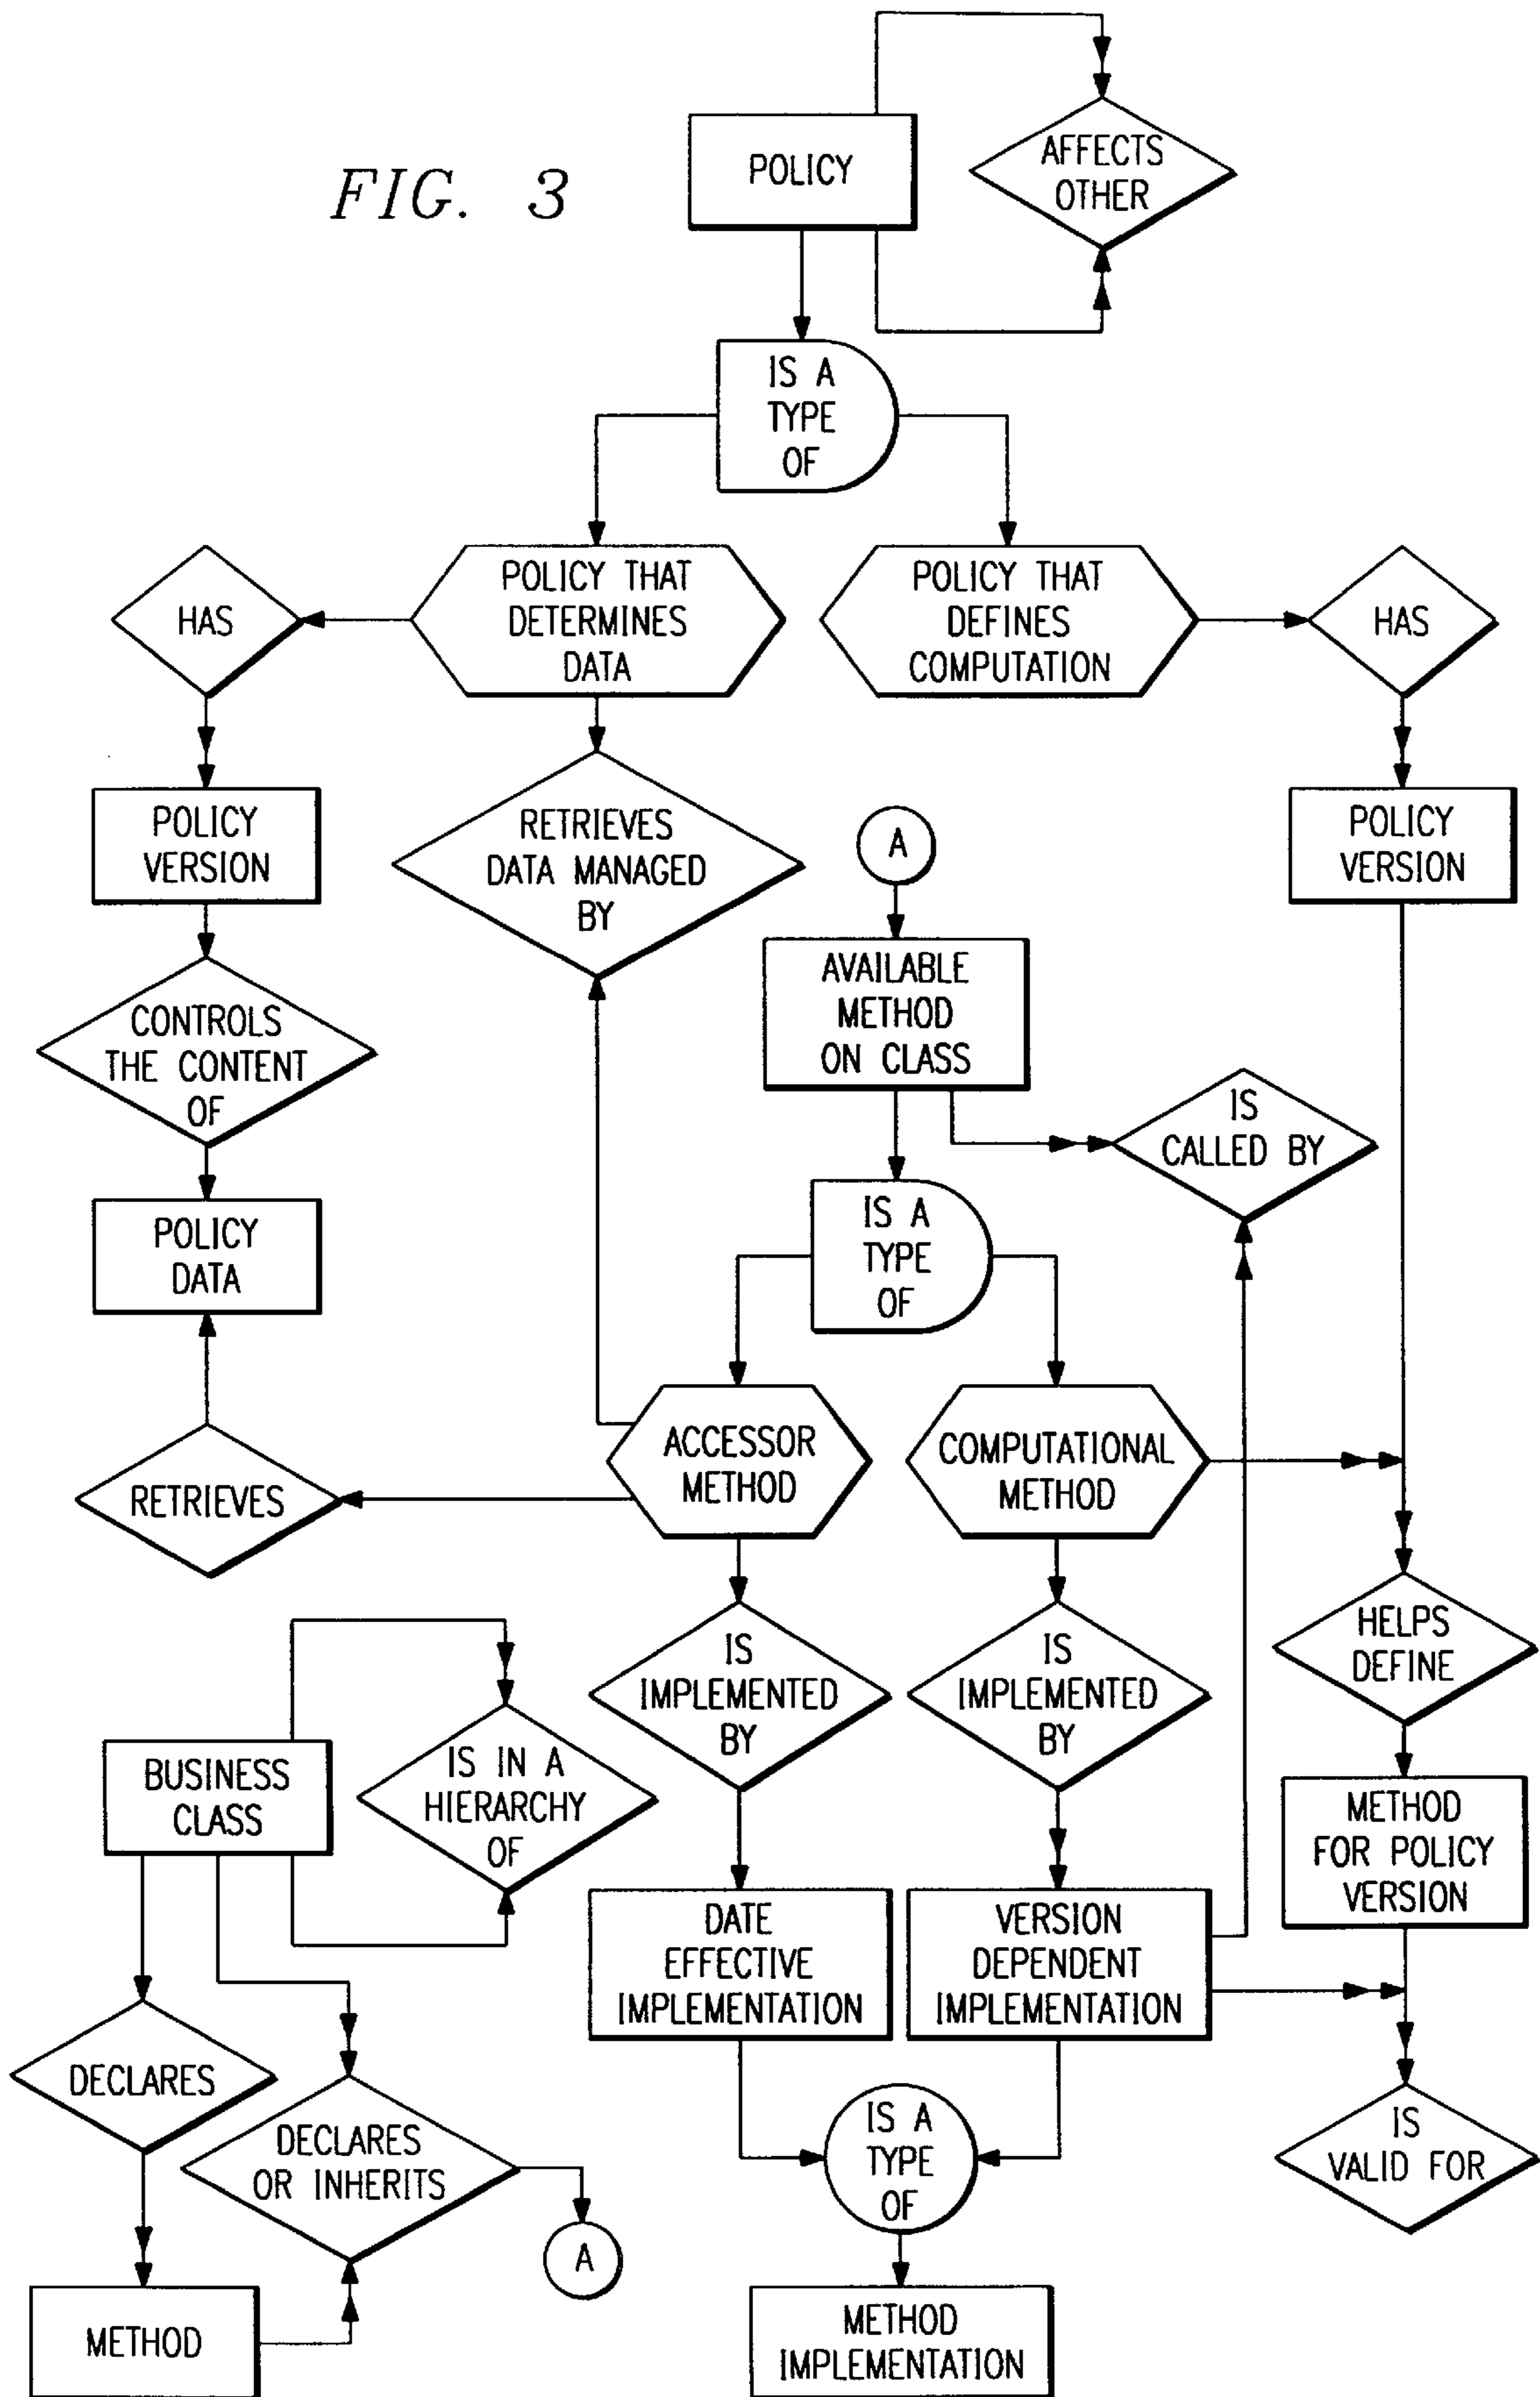 FIG. 3
POLICY
AFFECTS
OTHER
IS A
TYPE
OF
HAS
POLICY THAT
DETERMINES
DATA
POLICY THAT
DEFINES
COMPUTATION
HAS
POLICY
VERSION
RETRIEVES
DATA MANAGED
BY
A
POLICY
VERSION
AVAILABLE
METHOD
ON CLASS
CONTROLS
THE CONTENT
OF
IS
CALLED BY
POLICY
DATA
IS A
TYPE
OF
RETRIEVES
ACCESSOR
METHOD
COMPUTATIONAL
METHOD
IS
IMPLEMENTED
BY
IS
IMPLEMENTED
BY
HELPS
DEFINE
BUSINESS
CLASS
IS IN A
HIERARCHY
OF
METHOD
FOR POLICY
VERSION
DATE
EFFECTIVE
IMPLEMENTATION
VERSION
DEPENDENT
IMPLEMENTATION
DECLARES
DECLARES
OR INHERITS
IS A
TYPE
OF
IS
VALID FOR
A
METHOD
METHOD
IMPLEMENTATION